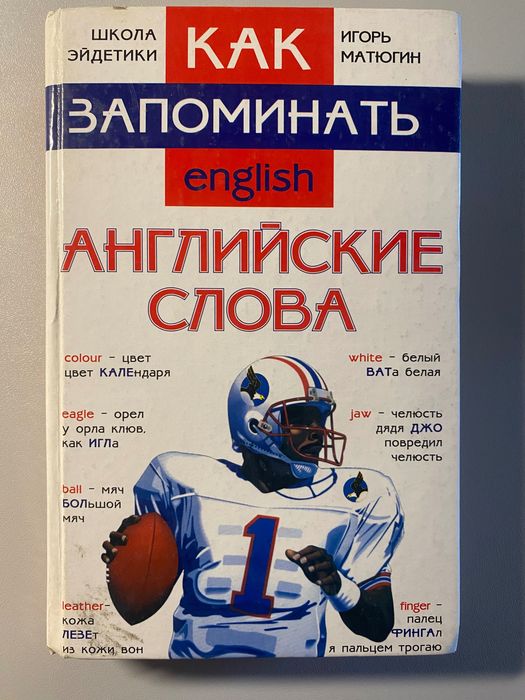 ШКОЛА
ЭЙДЕТИКИ
КАК
ИГОРЬ
МАТЮГИН
ЗАПОМИНАТЬ
english
АНГЛИЙСКИЕ
СЛОВА
colour - цвет
цвет КАЛЕндаря
white - белый
ВАТа белая
eagle - орел
у орла клюв,
как ИГЛа
jaw - челюсть
дядя ДЖО
повредил
челюсть
ball - мяч
БОЛьшой
мяч
1
leather-
кожа
ЛЕЗЕт
из кожи вон
finger -
палец
ФИНГАл
я пальцем трогаю